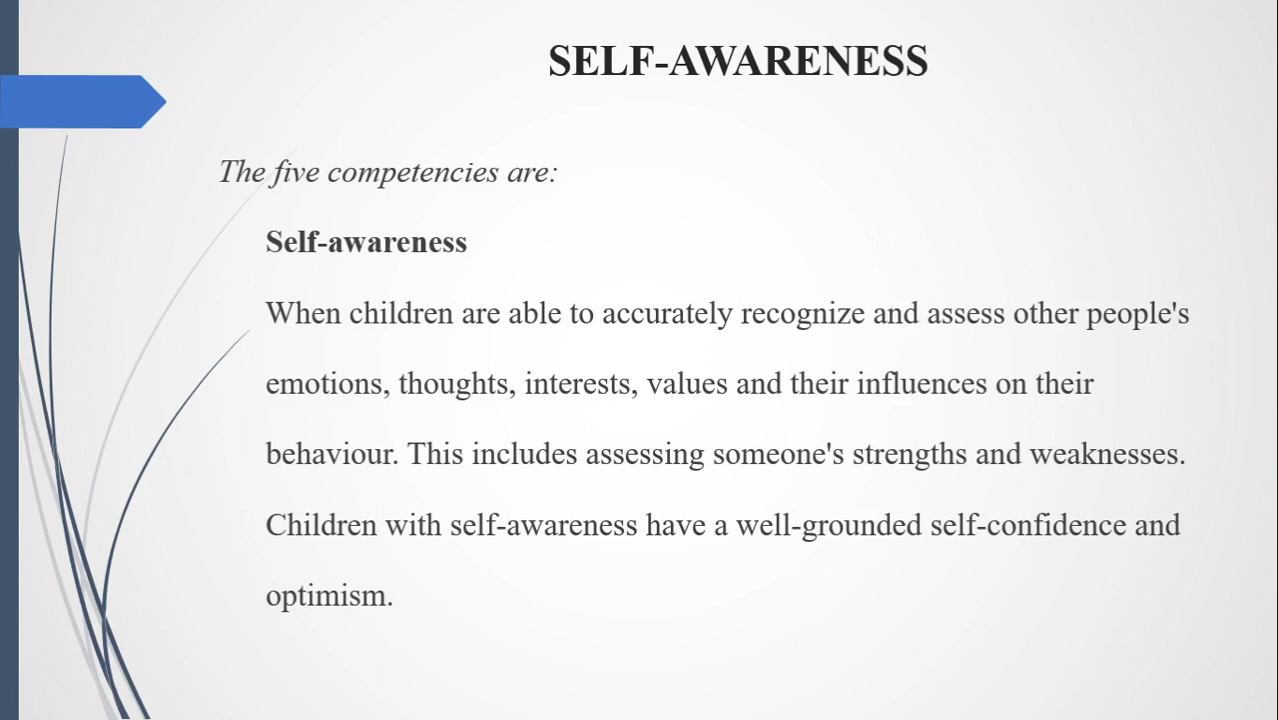 SELF-AWARENESS
The five competencies are:
Self-awareness
When children are able to accurately recognize and assess other people's
emotions, thoughts, interests, values and their influences on their
behaviour. This includes assessing someone's strengths and weaknesses.
Children with self-awareness have a well-grounded self-confidence and
optimism.